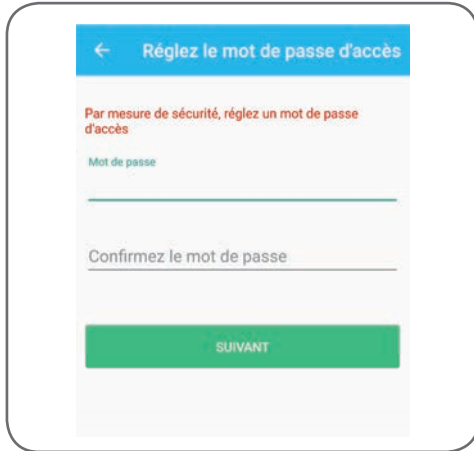 Réglez le mot de passe d'accès
Par mesure de sécurité, réglez un mot de passe
d'accès
Mot de passe
Confirmez le mot de passe
SUIVANT